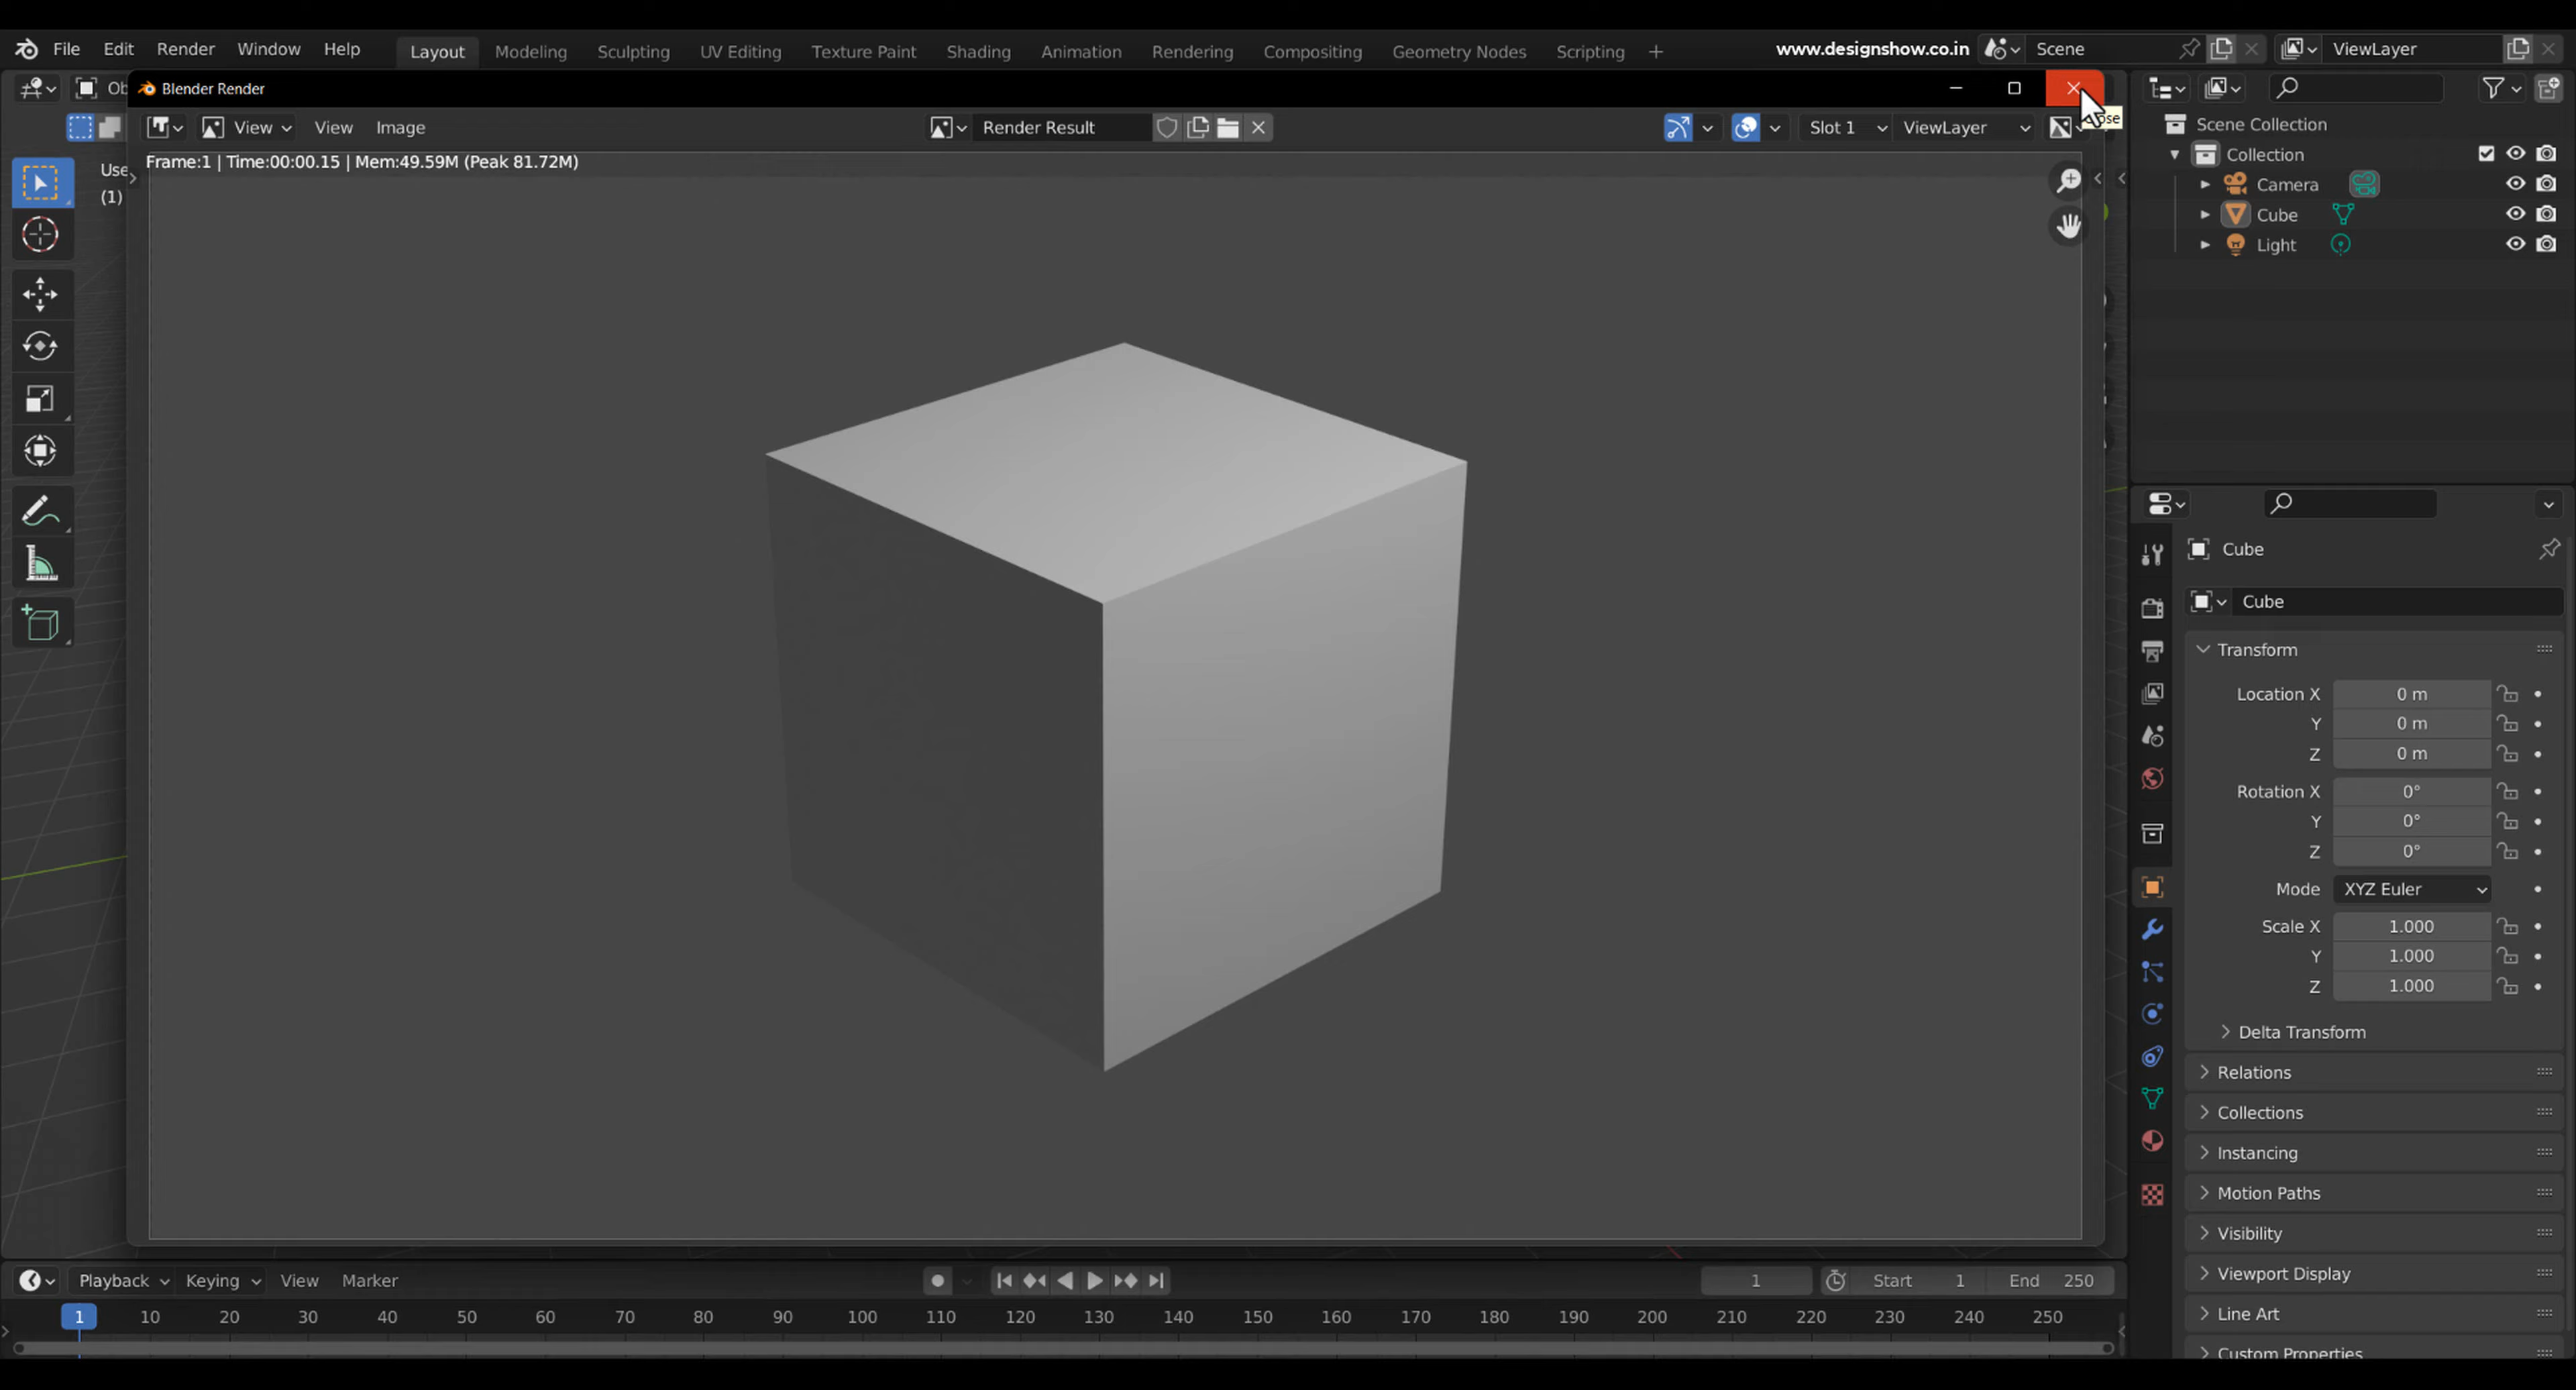 File Edit Render Window Help Layout Modeling Sculpting UV Editing Texture Paint Shading Animation Rendering Compositing Geometry Nodes Scripting + www.designshow.co.in Scene ViewLayer
Blender Render
View View Image Render Result Slot 1 ViewLayer
Frame:1 | Time:00:00.15 | Mem:49.59M (Peak 81.72M)
(1)
Scene Collection
Collection
Camera
Cube
Light
Cube
Cube
Transform
Location X 0 m
Y 0 m
Z 0 m
Rotation X 0°
Y 0°
Z 0°
Mode XYZ Euler
Scale X 1.000
Y 1.000
Z 1.000
Delta Transform
Relations
Collections
Instancing
Motion Paths
Visibility
Viewport Display
Line Art
Custom Properties
Playback Keying View Marker 1 Start 1 End 250
1 10 20 30 40 50 60 70 80 90 100 110 120 130 140 150 160 170 180 190 200 210 220 230 240 250